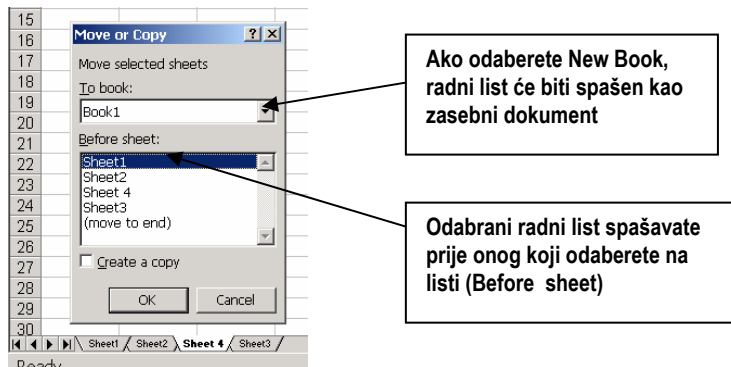 15
16
17
18
19
20
21
22
23
24
25
26
27
28
29
30
Move or Copy
Move selected sheets
To book:
Book1
Before sheet:
Sheet1
Sheet2
Sheet 4
Sheet3
(move to end)
Create a copy
OK Cancel
Sheet1 Sheet2 Sheet 4 Sheet3
Ready
Ako odaberete New Book,
radni list će biti spašen kao
zasebni dokument
Odabrani radni list spašavate
prije onog koji odaberete na
listi (Before sheet)